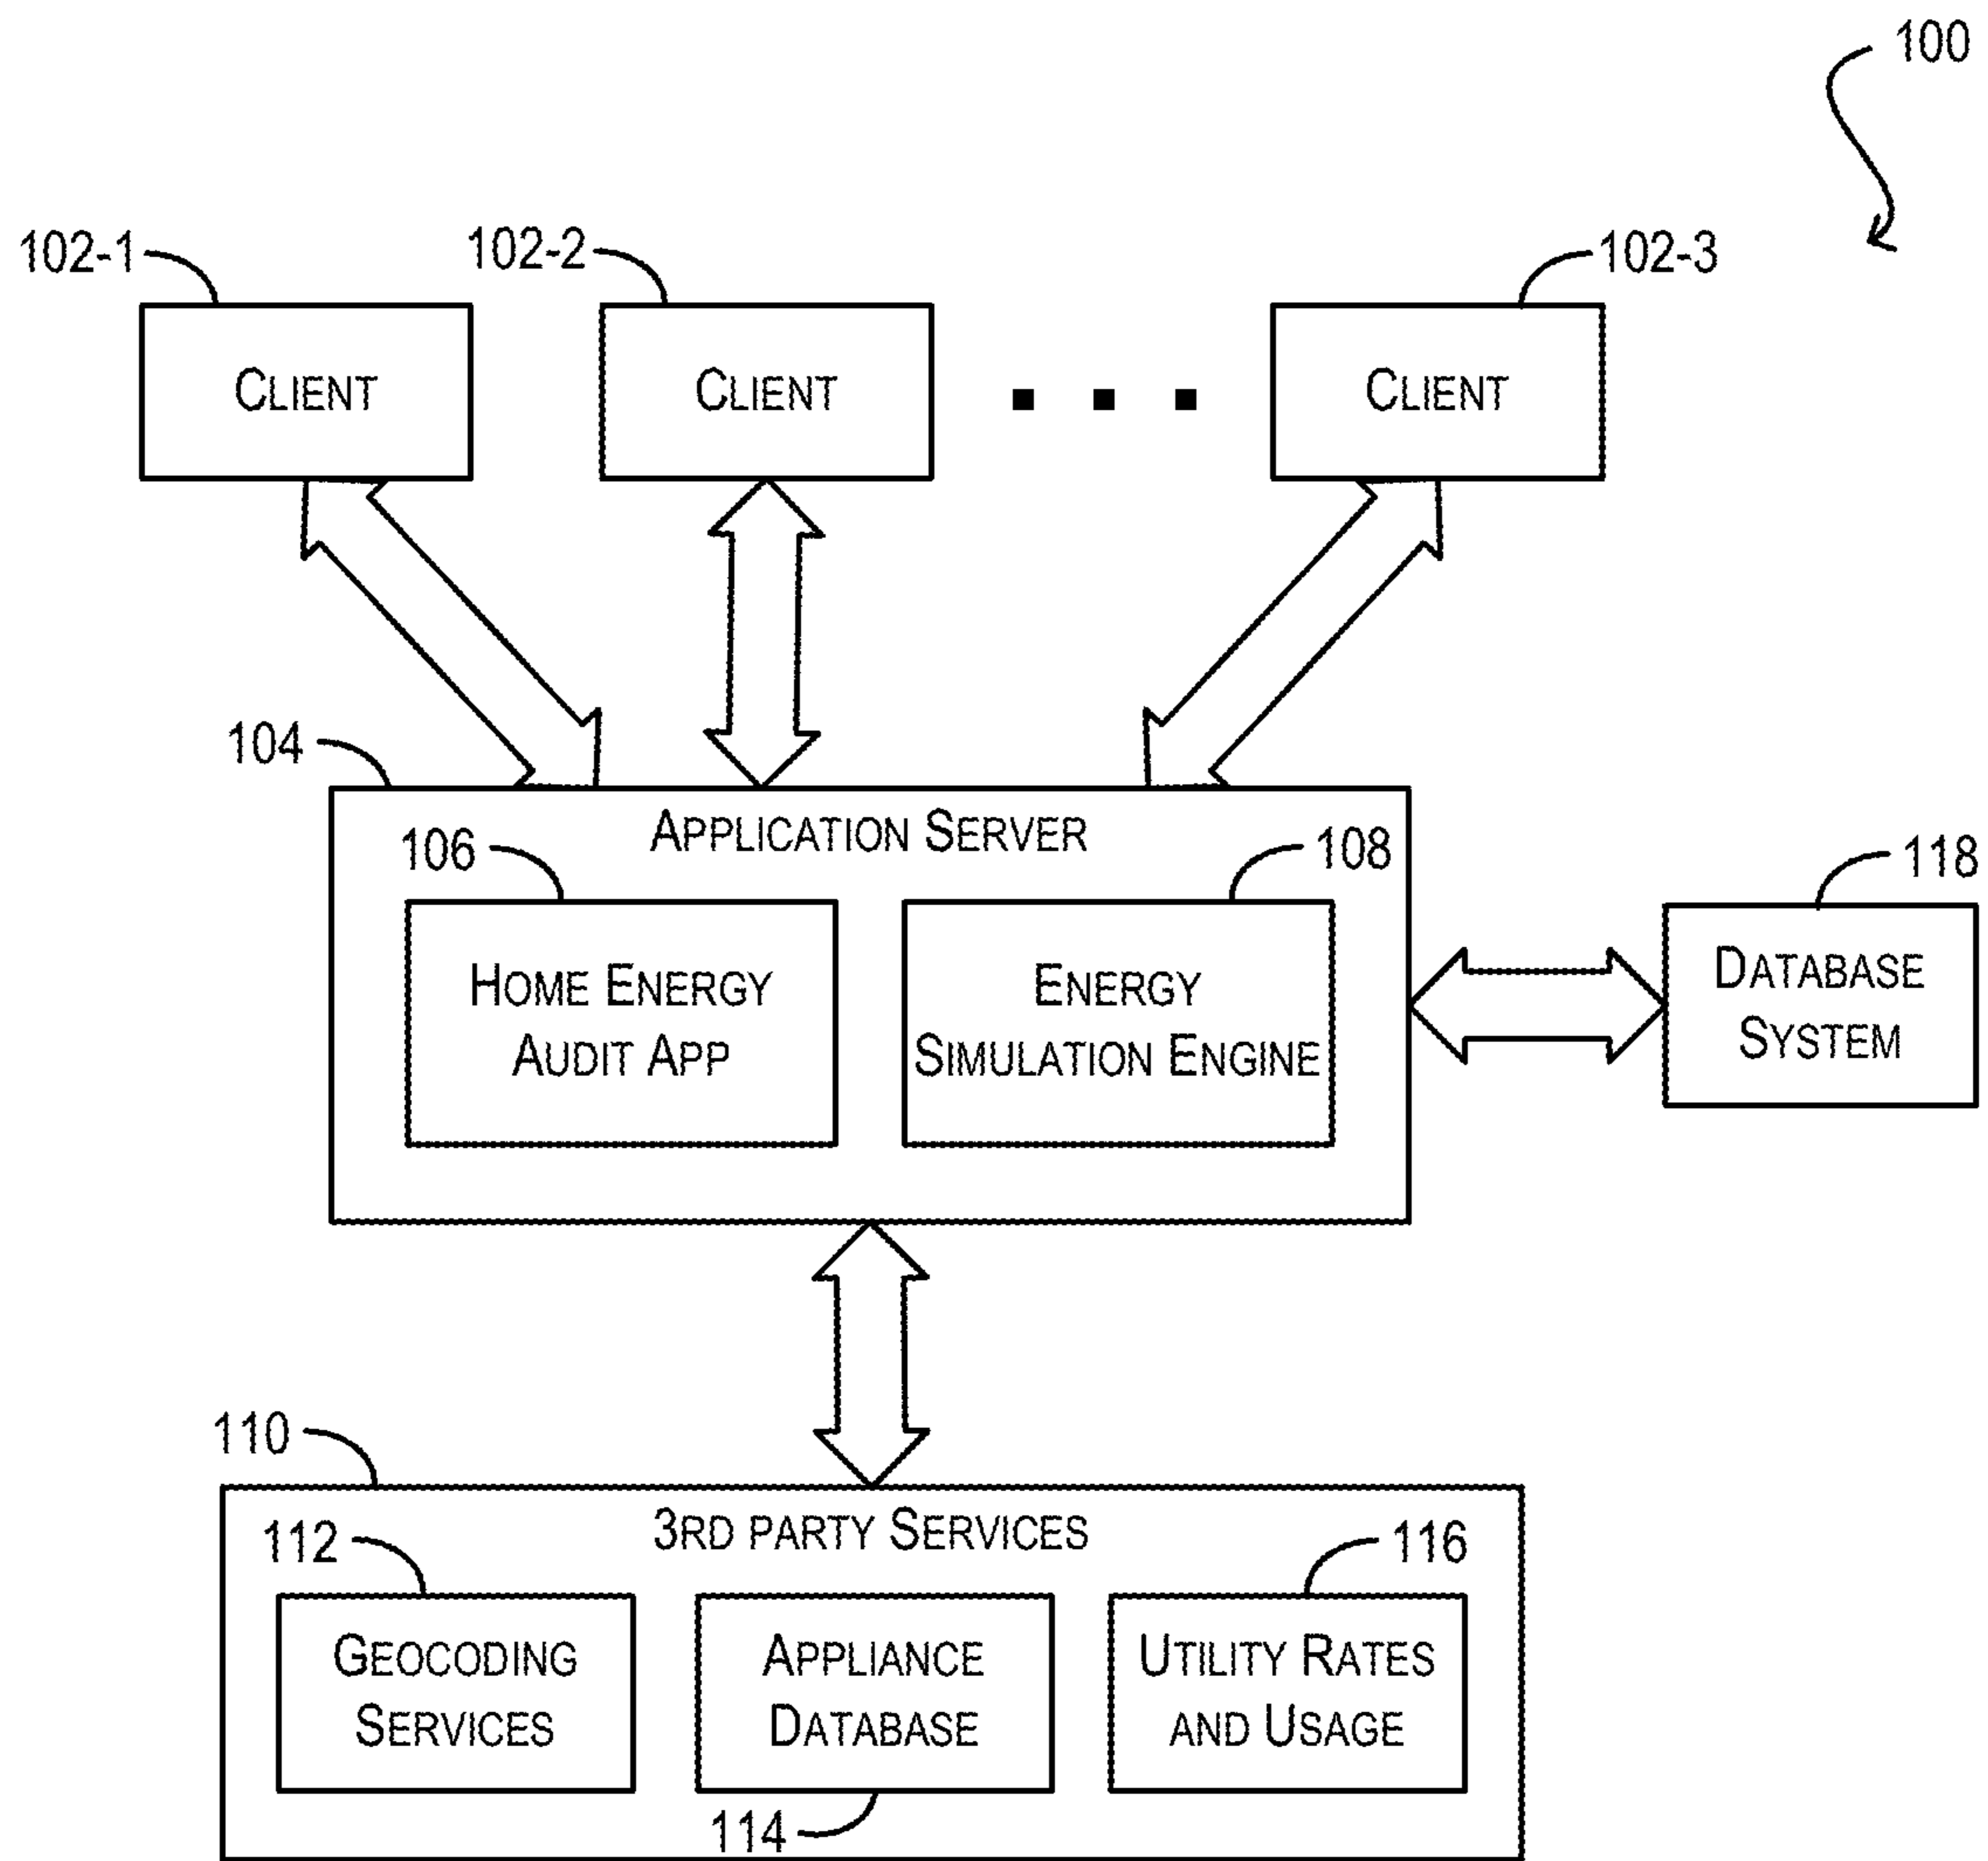 100
102-1
102-2
102-3
CLIENT
CLIENT
CLIENT
104
APPLICATION SERVER
106
108
118
HOME ENERGY
AUDIT APP
ENERGY
SIMULATION ENGINE
DATABASE
SYSTEM
110
3RD PARTY SERVICES
112
116
GEOCODING
SERVICES
APPLIANCE
DATABASE
UTILITY RATES
AND USAGE
114